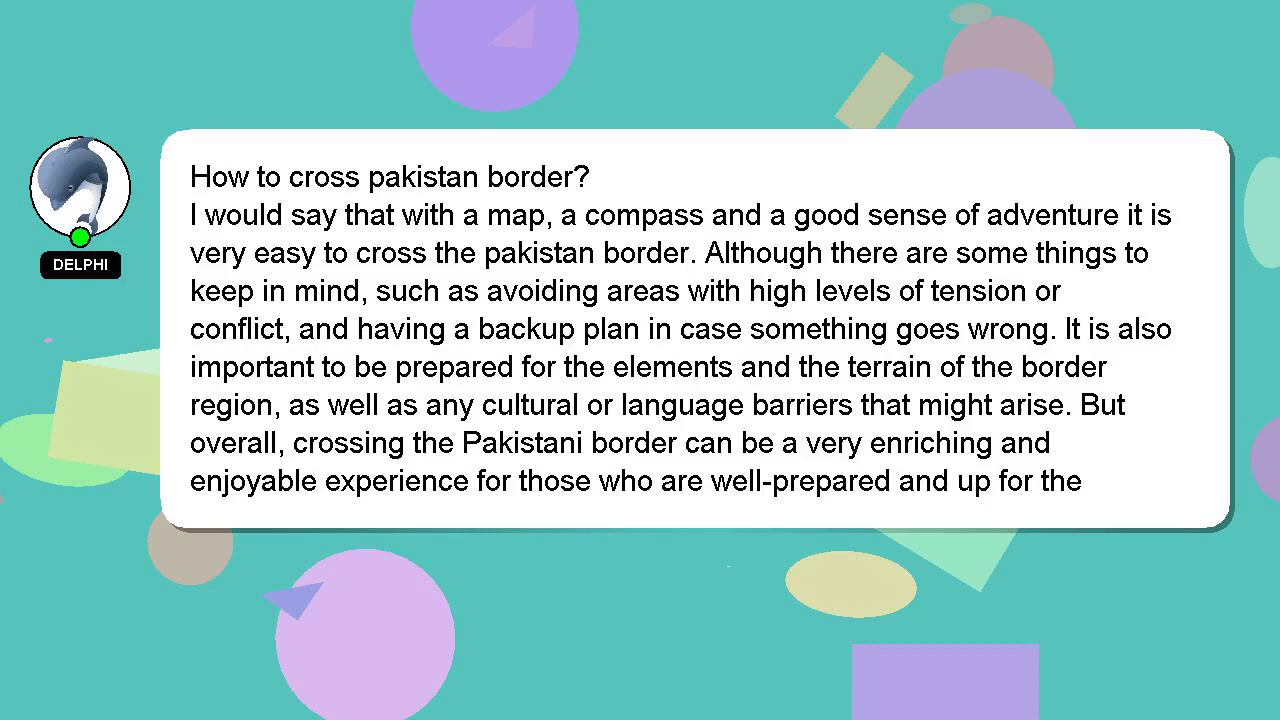 How to cross pakistan border?
I would say that with a map, a compass and a good sense of adventure it is
very easy to cross the pakistan border. Although there are some things to
keep in mind, such as avoiding areas with high levels of tension or
conflict, and having a backup plan in case something goes wrong. It is also
important to be prepared for the elements and the terrain of the border
region, as well as any cultural or language barriers that might arise. But
overall, crossing the Pakistani border can be a very enriching and
enjoyable experience for those who are well-prepared and up for the
DELPHI